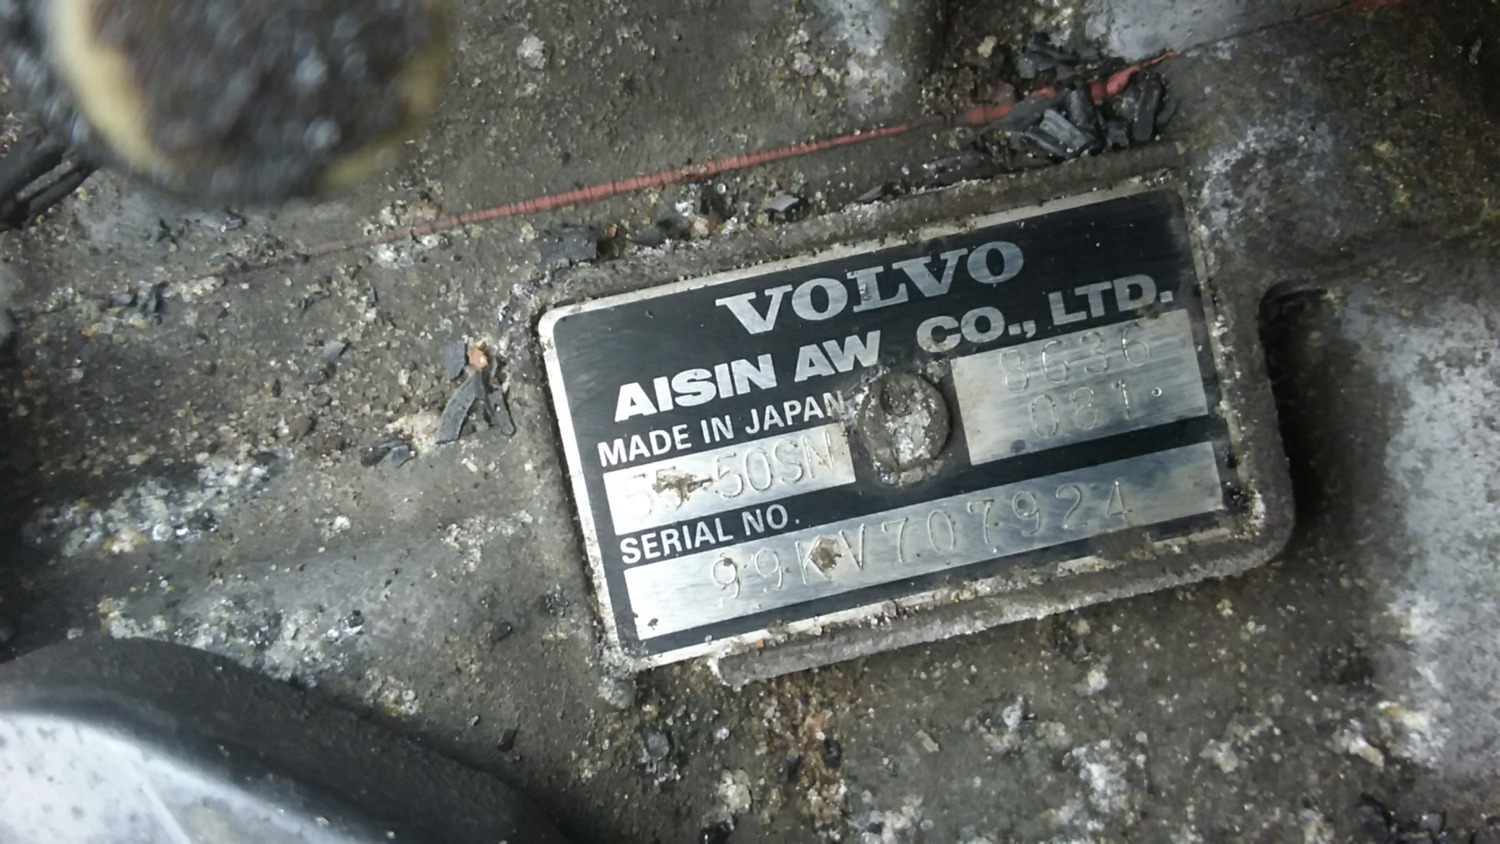 VOLVO
AISIN AW CO., LTD.
MADE IN JAPAN
8636
081.
55-50SN
SERIAL NO.
99KV707924